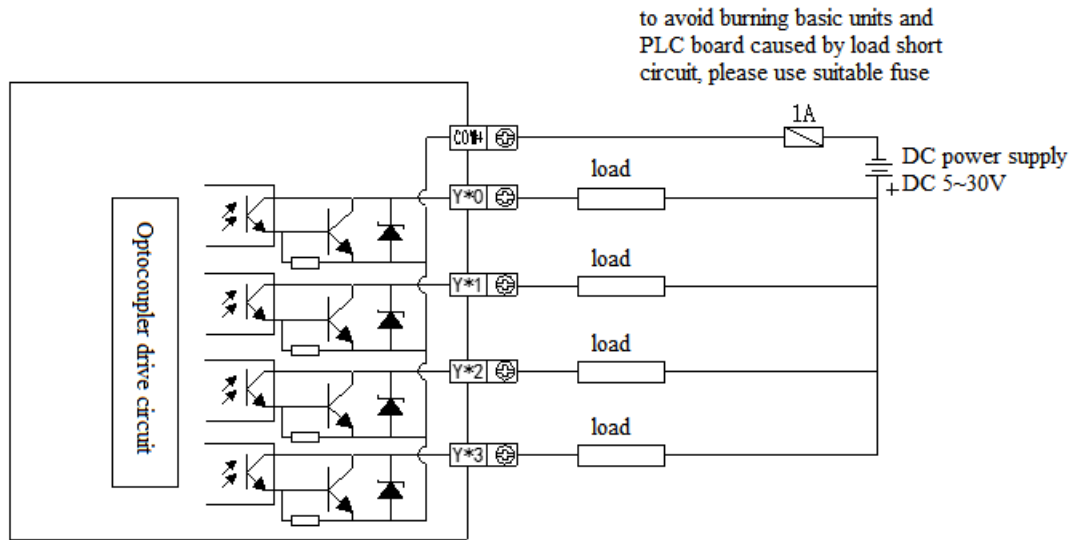 to avoid burning basic units and
PLC board caused by load short
circuit, please use suitable fuse
1A
COM+
DC power supply
DC 5~30V
+
load
Y*0
load
Y*1
load
Y*2
load
Y*3
Optocoupler drive circuit